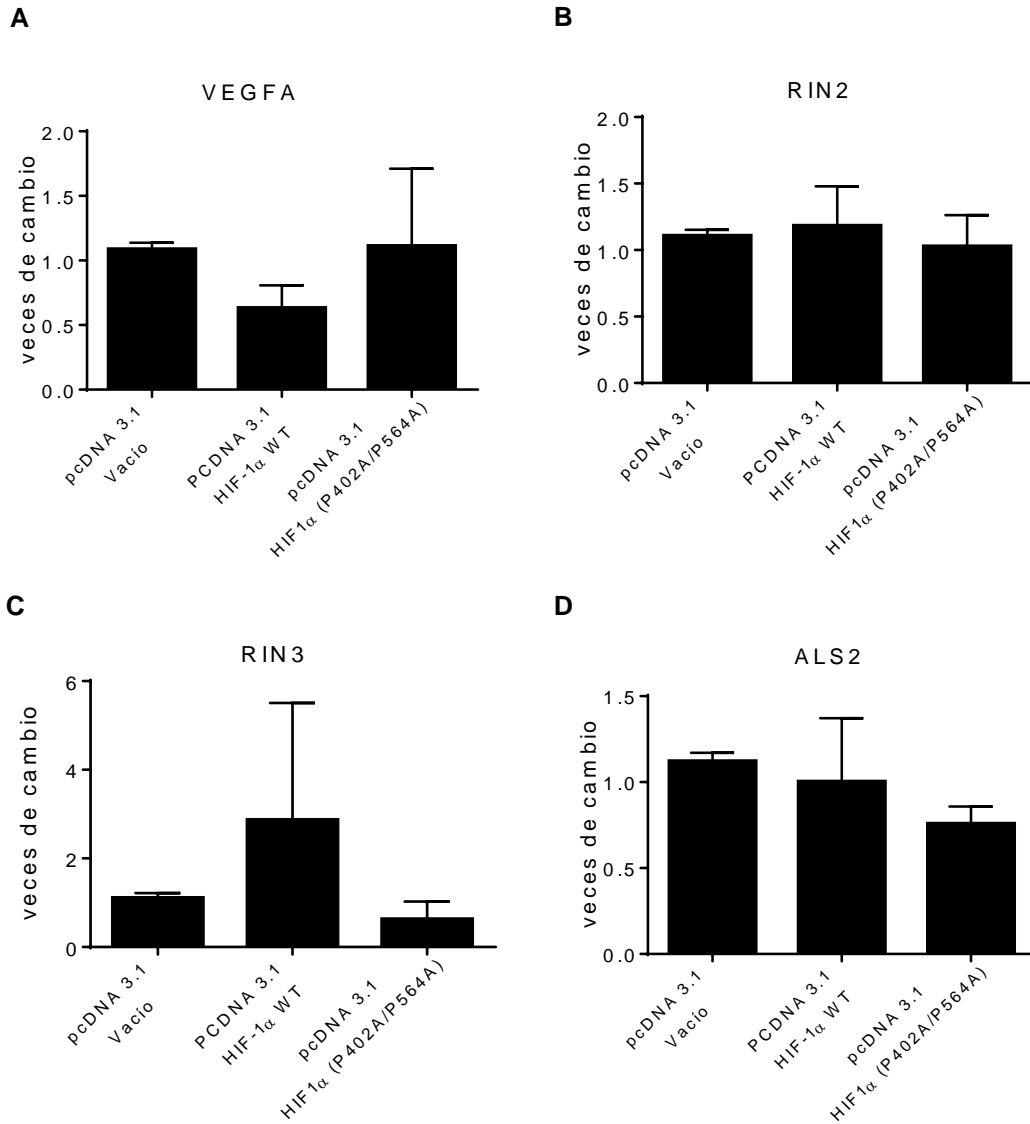 A
VEGFA
veces de cambio
2.0
1.5
1.0
0.5
0.0
pcDNA 3.1
Vacío
PCDNA 3.1
HIF-1α WT
pcDNA 3.1
HIF1α (P402A/P564A)
B
RIN2
veces de cambio
2.0
1.5
1.0
0.5
0.0
pcDNA 3.1
Vacío
PCDNA 3.1
HIF-1α WT
pcDNA 3.1
HIF1α (P402A/P564A)
C
RIN3
veces de cambio
6
4
2
0
pcDNA 3.1
Vacío
PCDNA 3.1
HIF-1α WT
pcDNA 3.1
HIF1α (P402A/P564A)
D
ALS2
veces de cambio
1.5
1.0
0.5
0.0
pcDNA 3.1
Vacío
PCDNA 3.1
HIF-1α WT
pcDNA 3.1
HIF1α (P402A/P564A)